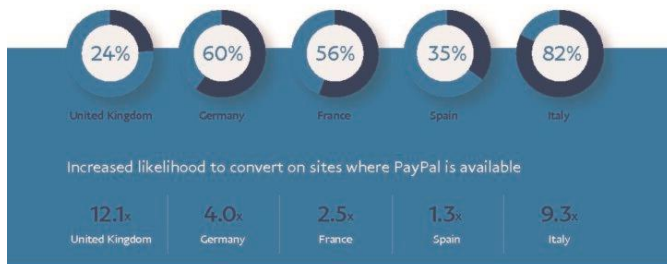 24% 60% 56% 35% 82%
United Kingdom Germany France Spain Italy
Increased likelihood to convert on sites where PayPal is available
12.1x 4.0x 2.5x 1.3x 9.3x
United Kingdom Germany France Spain Italy